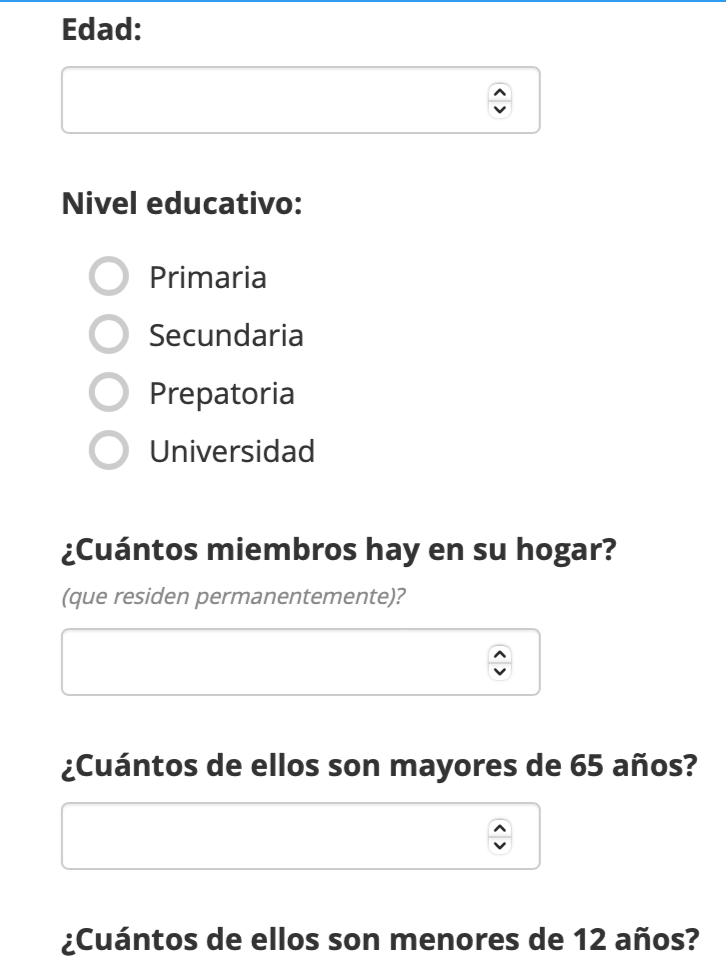 Edad:
Nivel educativo:
Primaria
Secundaria
Prepatoria
Universidad
¿Cuántos miembros hay en su hogar?
(que residen permanentemente)?
¿Cuántos de ellos son mayores de 65 años?
¿Cuántos de ellos son menores de 12 años?